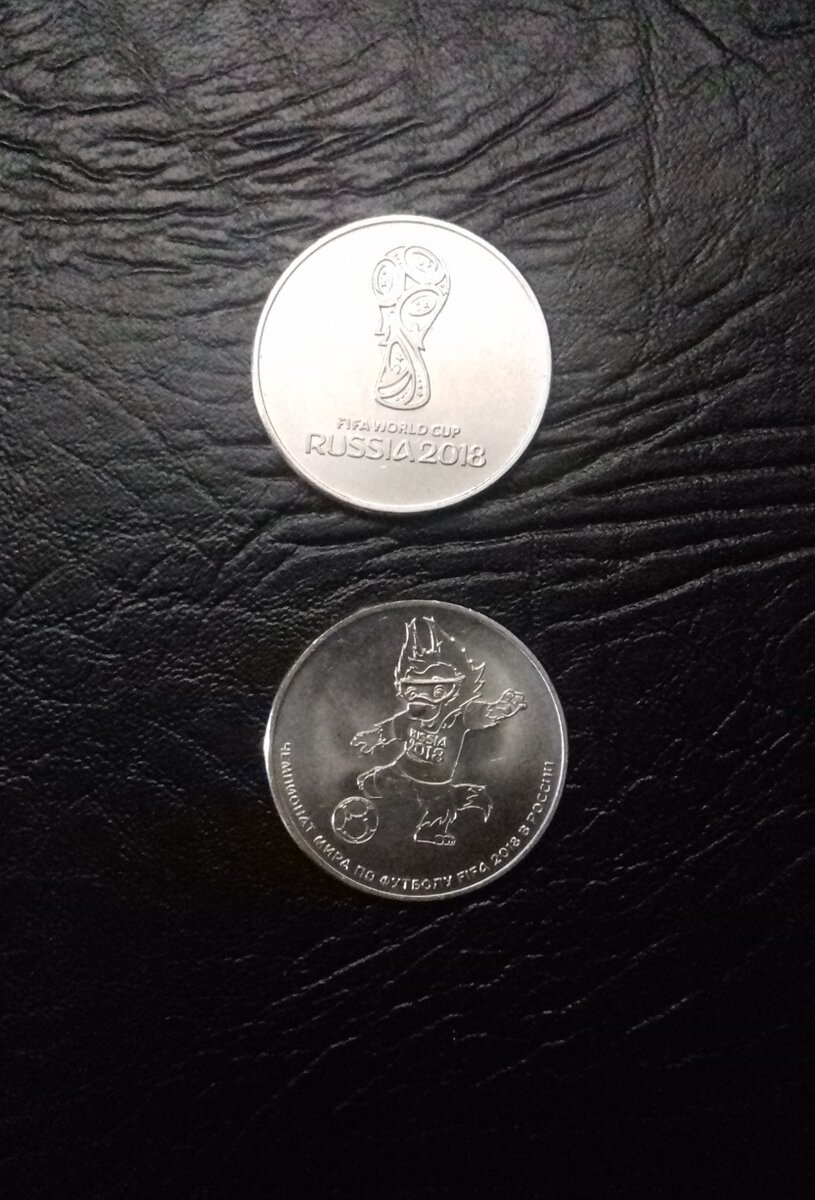 FIFA WORLD CUP
RUSSIA 2018
RUSSIA
2018
ЧЕМПИОНАТ МИРА ПО ФУТБОЛУ FIFA 2018 В РОССИИ